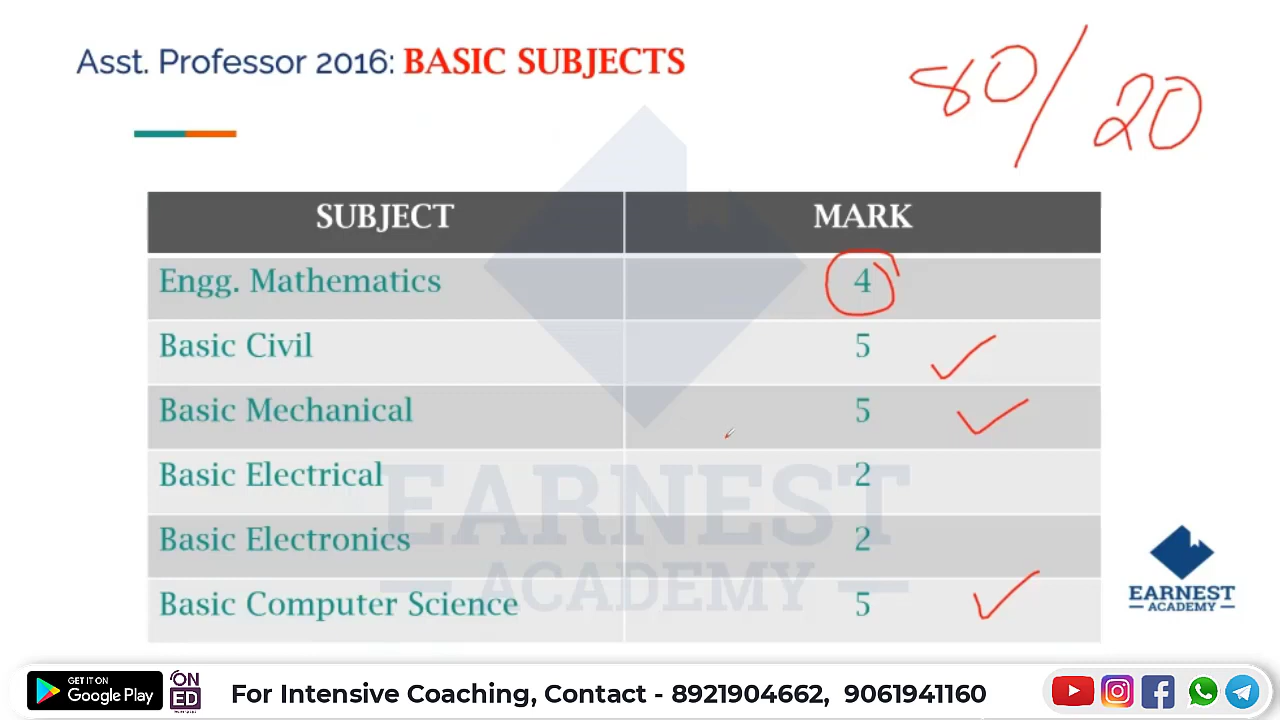 Asst. Professor 2016: BASIC SUBJECTS
80/20
SUBJECT MARK
Engg. Mathematics 4
Basic Civil 5
Basic Mechanical 5
Basic Electrical 2
Basic Electronics 2
Basic Computer Science 5
EARNEST
ACADEMY
EARNEST
ACADEMY
GET IT ON
Google Play
ON
ED
For Intensive Coaching, Contact - 8921904662, 9061941160